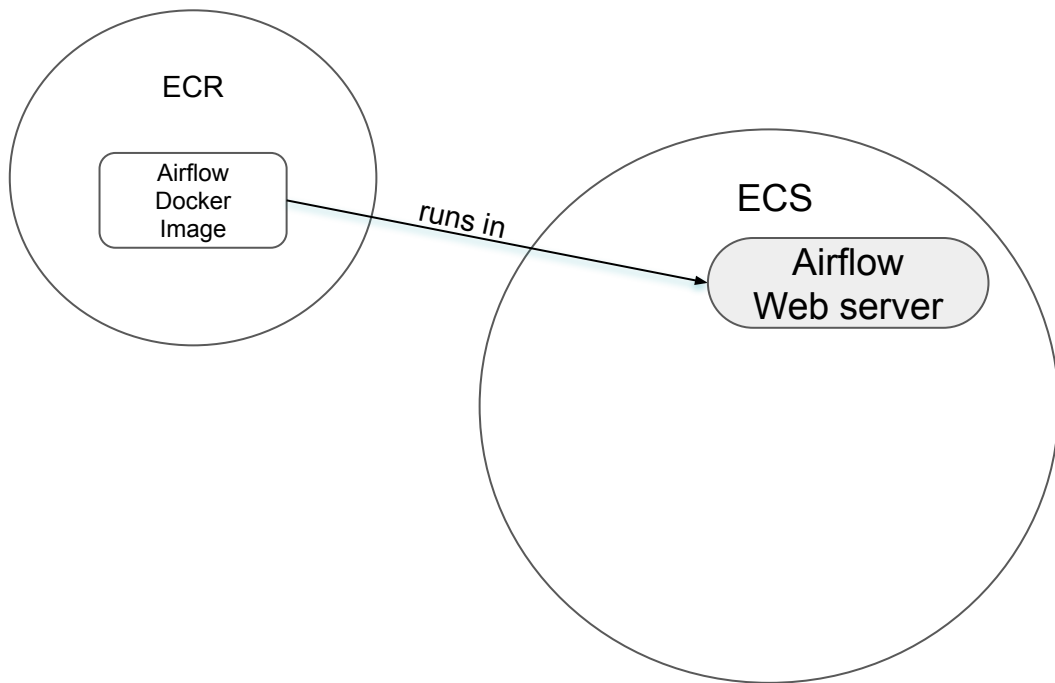 ECR
Airflow
Docker
Image
runs in
ECS
Airflow
Web server